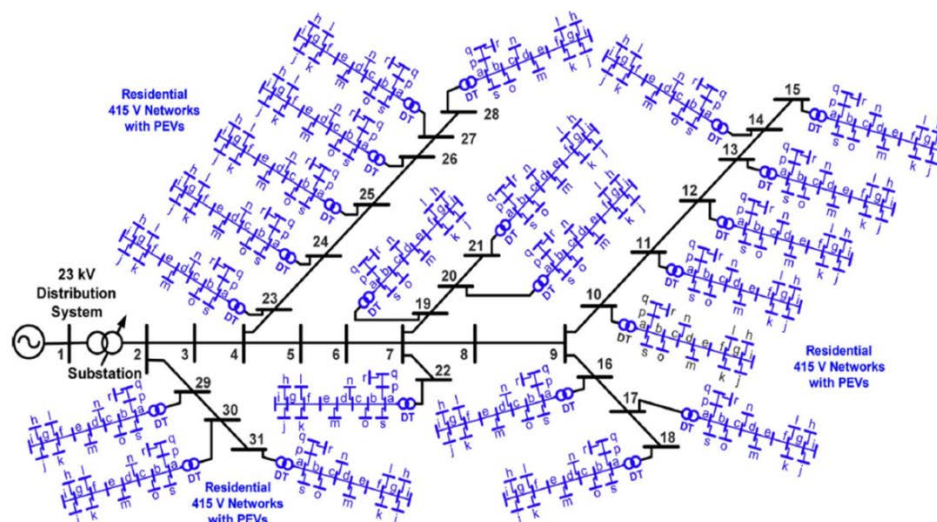 Residential
415 V Networks
with PEVs
28
27
26
25
24
23
15
14
13
12
11
10
21
20
19
23 kV
Distribution
System
Substation
1
2
3
4
5
6
7
8
9
22
16
17
18
29
30
31
Residential
415 V Networks
with PEVs
Residential
415 V Networks
with PEVs
DT
h l n r q
i g f e d c b a p
j k m o s